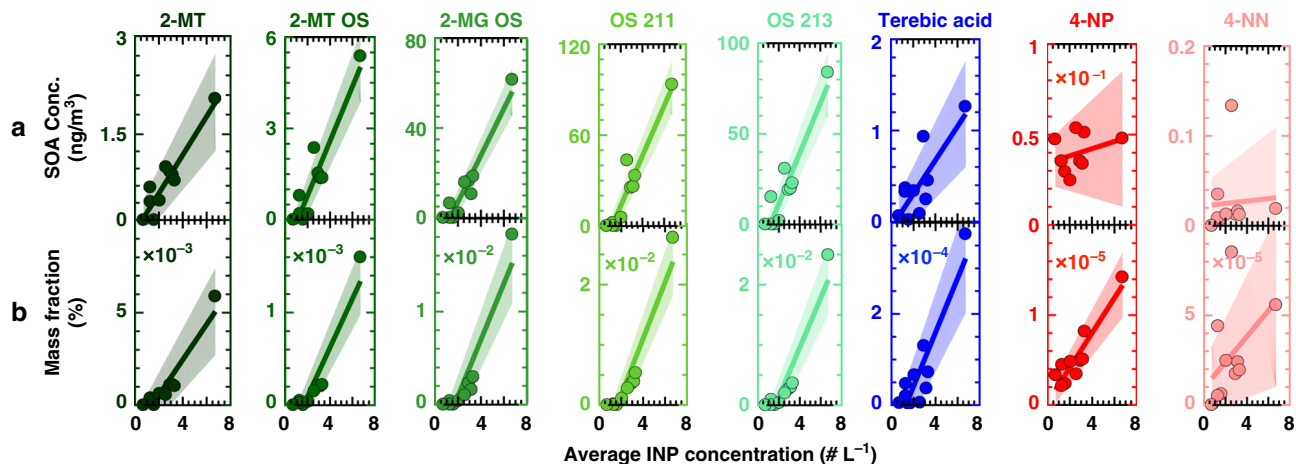 2-MT 2-MT OS 2-MG OS OS 211 OS 213 Terebic acid 4-NP 4-NN
a
SOA Conc.
(ng/m³)
3 6 80 120 100 2 1 0.2
×10⁻¹
1.5 3 40 60 50 1 0.5 0.1
0 0 0 0 0 0 0 0
b
Mass fraction
(%)
×10⁻³ ×10⁻³ ×10⁻² ×10⁻² ×10⁻² ×10⁻⁴ ×10⁻⁵ ×10⁻⁵
5 1 1 2 2 2 1 5
0 0 0 0 0 0 0 0
0 4 8 0 4 8 0 4 8 0 4 8 0 4 8 0 4 8 0 4 8 0 4 8
Average INP concentration (# L⁻¹)